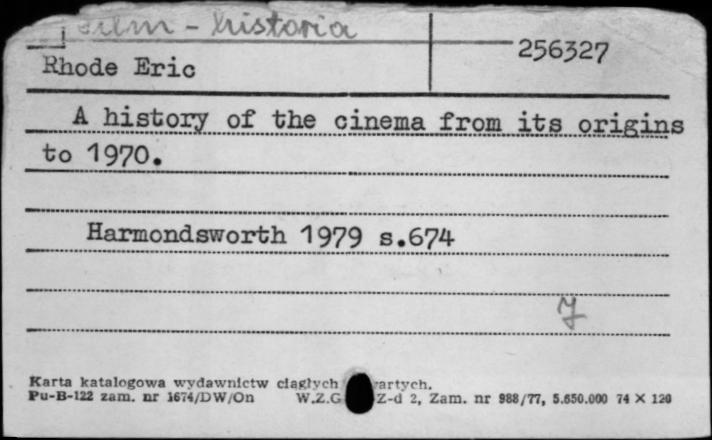 film - historia
256327
Rhode Eric
A history of the cinema from its origins
to 1970.
Harmondsworth 1979 s.674
Karta katalogowa wydawnictw ciągłych
Pu-B-122 zam. nr 1674/DW/On W.Z.G Z-d 2, Zam. nr 988/77, 5.650.000 74 X 120